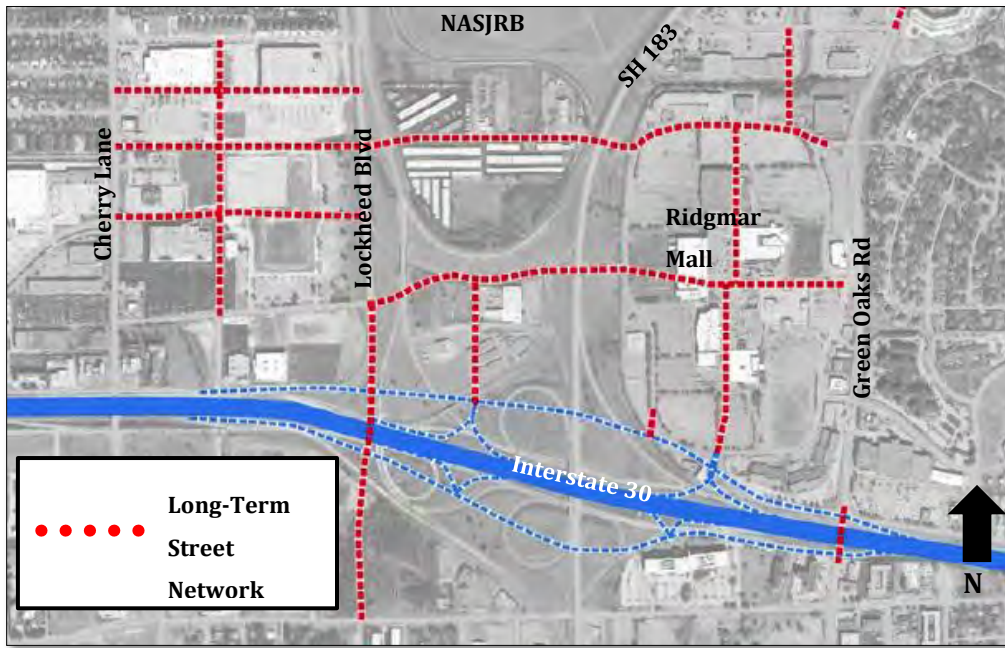 NASJRB
SH 183
Cherry Lane
Lockheed Blvd
Ridgmar
Mall
Green Oaks Rd
Interstate 30
Long-Term
Street
Network
N